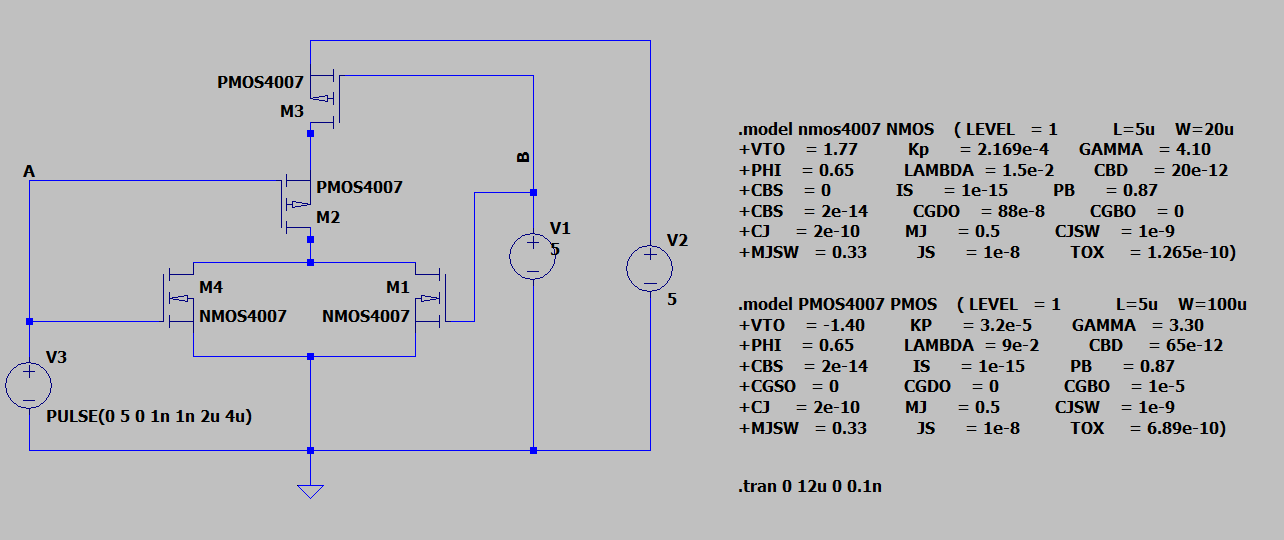 PMOS4007
M3
A
B
PMOS4007
M2
M4
NMOS4007
M1
NMOS4007
V1
5
V2
5
V3
PULSE(0 5 0 1n 1n 2u 4u)
.model nmos4007 NMOS ( LEVEL = 1 L=5u W=20u
+VTO = 1.77 Kp = 2.169e-4 GAMMA = 4.10
+PHI = 0.65 LAMBDA = 1.5e-2 CBD = 20e-12
+CBS = 0 IS = 1e-15 PB = 0.87
+CBS = 2e-14 CGDO = 88e-8 CGBO = 0
+CJ = 2e-10 MJ = 0.5 CJSW = 1e-9
+MJSW = 0.33 JS = 1e-8 TOX = 1.265e-10)
.model PMOS4007 PMOS ( LEVEL = 1 L=5u W=100u
+VTO = -1.40 KP = 3.2e-5 GAMMA = 3.30
+PHI = 0.65 LAMBDA = 9e-2 CBD = 65e-12
+CBS = 2e-14 IS = 1e-15 PB = 0.87
+CGSO = 0 CGDO = 0 CGBO = 1e-5
+CJ = 2e-10 MJ = 0.5 CJSW = 1e-9
+MJSW = 0.33 JS = 1e-8 TOX = 6.89e-10)
.tran 0 12u 0 0.1n